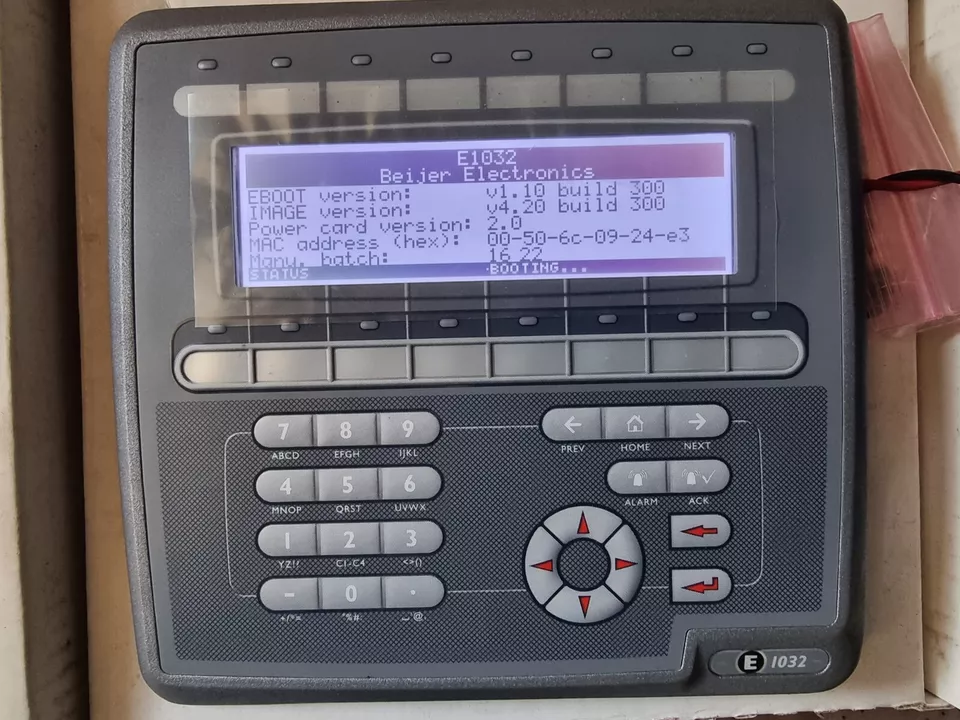 E1032
Beijer Electronics
EBOOT version: v1.10 build 300
IMAGE version: v4.20 build 300
Power card version: 2.0
MAC address (hex): 00-50-6c-09-24-e3
Manu. batch: 16 22
STATUS BOOTING...
7 8 9
ABCD EFGH IJKL
PREV HOME NEXT
4 5 6
MNOP QRST UVWX
ALARM ACK
1 2 3
YZ!? C1-C4 <>()
- 0 .
+/*= °%# _'@:
E 1032